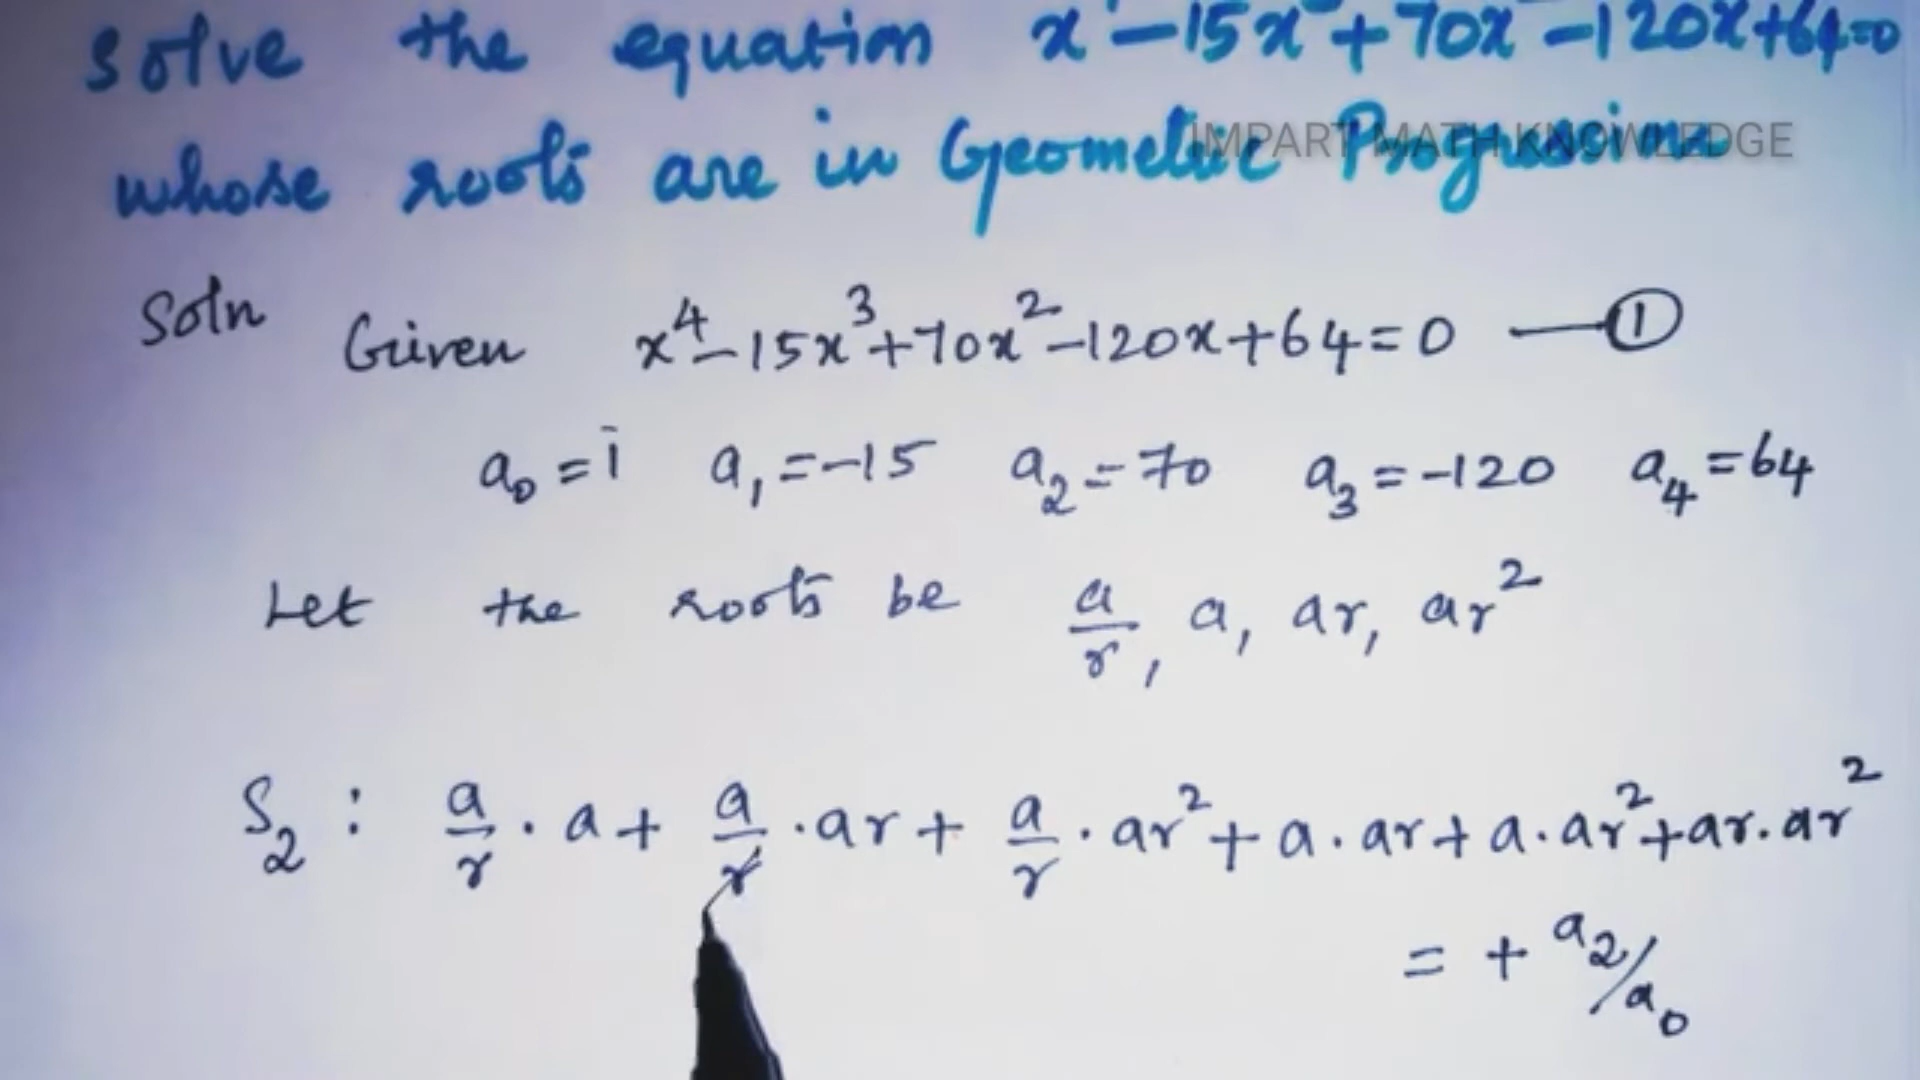 solve the equation x⁴-15x³+70x²-120x+64=0
whose roots are in Geometric Progression
IMPART MATH KNOWLEDGE
Soln Given x⁴-15x³+70x²-120x+64=0 —①
a₀=1 a₁=-15 a₂=70 a₃=-120 a₄=64
Let the roots be a/r, a, ar, ar²
S₂: a/r · a + a/r · ar + a/r · ar² + a · ar + a · ar² + ar · ar²
= + a₂/a₀